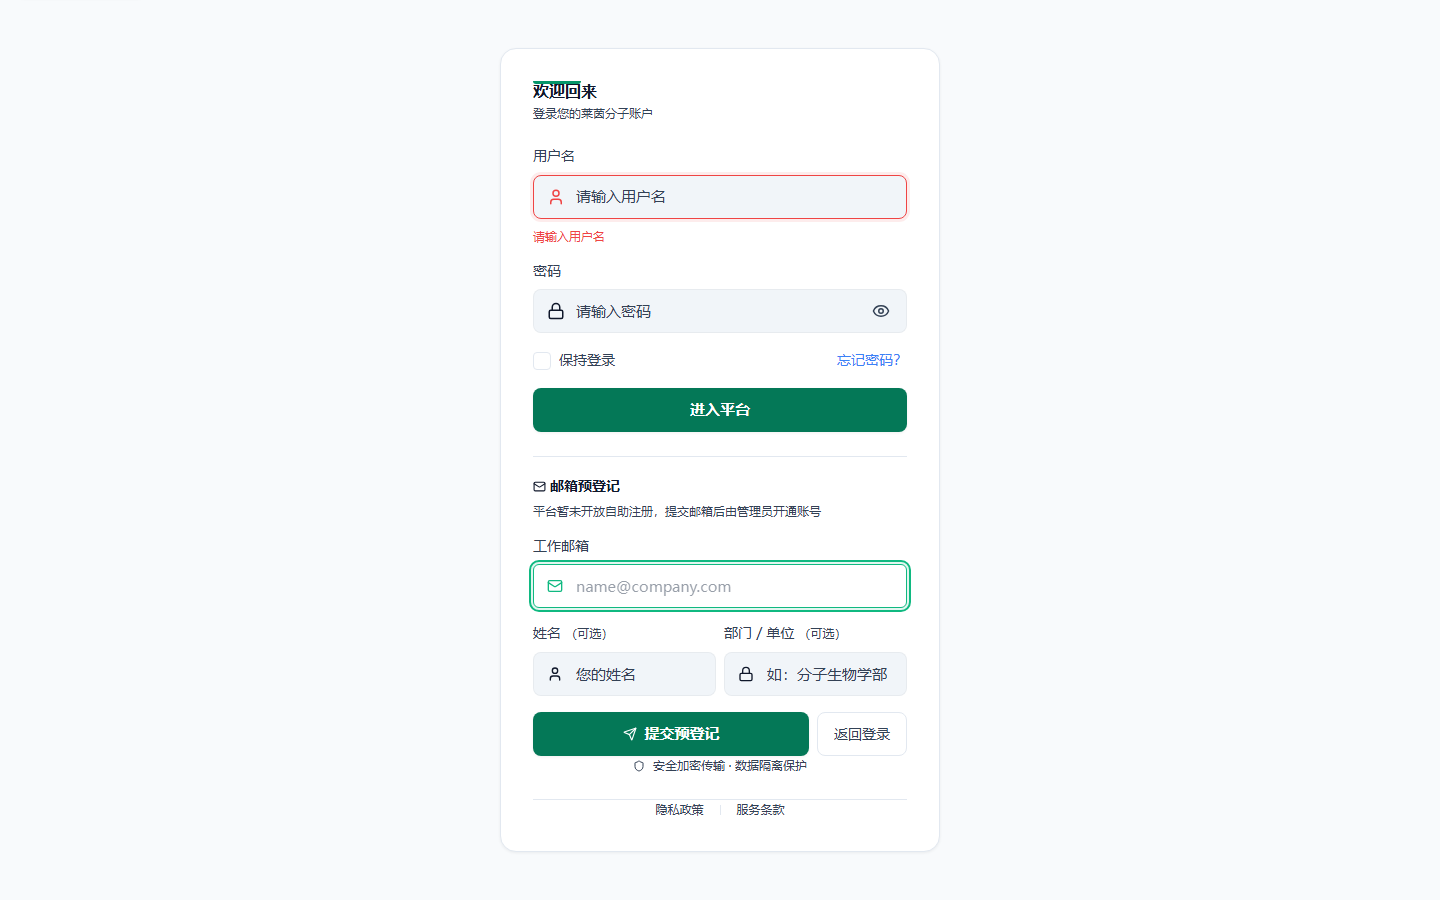 欢迎回来
登录您的莱茵分子账户
用户名
请输入用户名
请输入用户名
密码
请输入密码
保持登录 忘记密码?
进入平台
邮箱预登记
平台暂未开放自助注册，提交邮箱后由管理员开通账号
工作邮箱
name@company.com
姓名 （可选） 部门 / 单位 （可选）
您的姓名 如：分子生物学部
提交预登记 返回登录
安全加密传输 · 数据隔离保护
隐私政策 服务条款